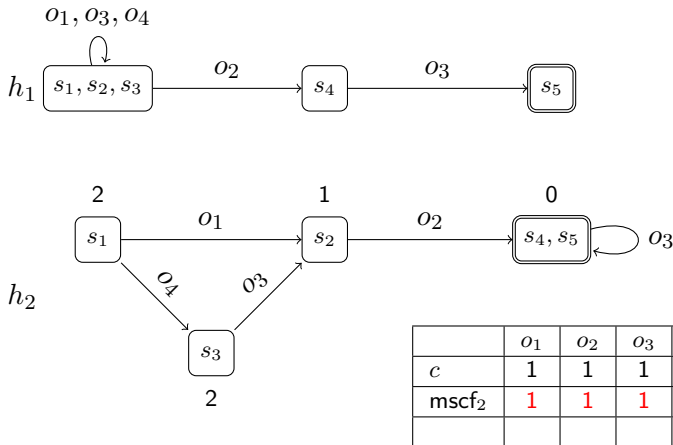 o₁, o₃, o₄
h₁ s₁, s₂, s₃ o₂ s₄ o₃ s₅
2 1 0
s₁ o₁ s₂ o₂ s₄, s₅ o₃
o₄ o₃
h₂
s₃
2
o₁ o₂ o₃
c 1 1 1
mscf₂ 1 1 1